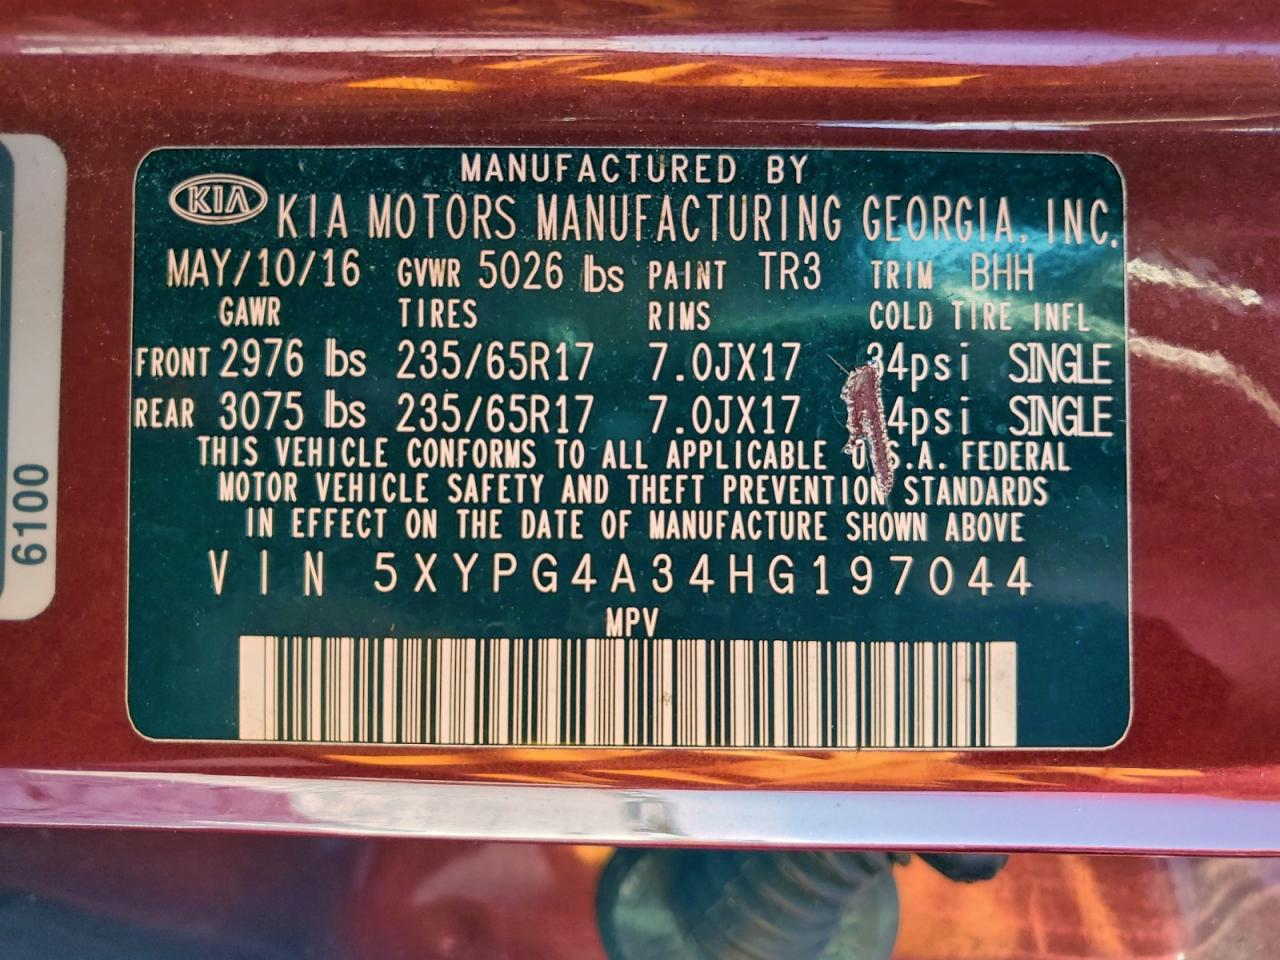 MANUFACTURED BY
KIA KIA MOTORS MANUFACTURING GEORGIA, INC.
MAY/10/16 GVWR 5026 lbs PAINT TR3 TRIM BHH
GAWR TIRES RIMS COLD TIRE INFL
FRONT 2976 lbs 235/65R17 7.0JX17 34psi SINGLE
REAR 3075 lbs 235/65R17 7.0JX17 4psi SINGLE
THIS VEHICLE CONFORMS TO ALL APPLICABLE U.S.A. FEDERAL
MOTOR VEHICLE SAFETY AND THEFT PREVENTION STANDARDS
IN EFFECT ON THE DATE OF MANUFACTURE SHOWN ABOVE
VIN 5XYPG4A34HG197044
MPV
6100